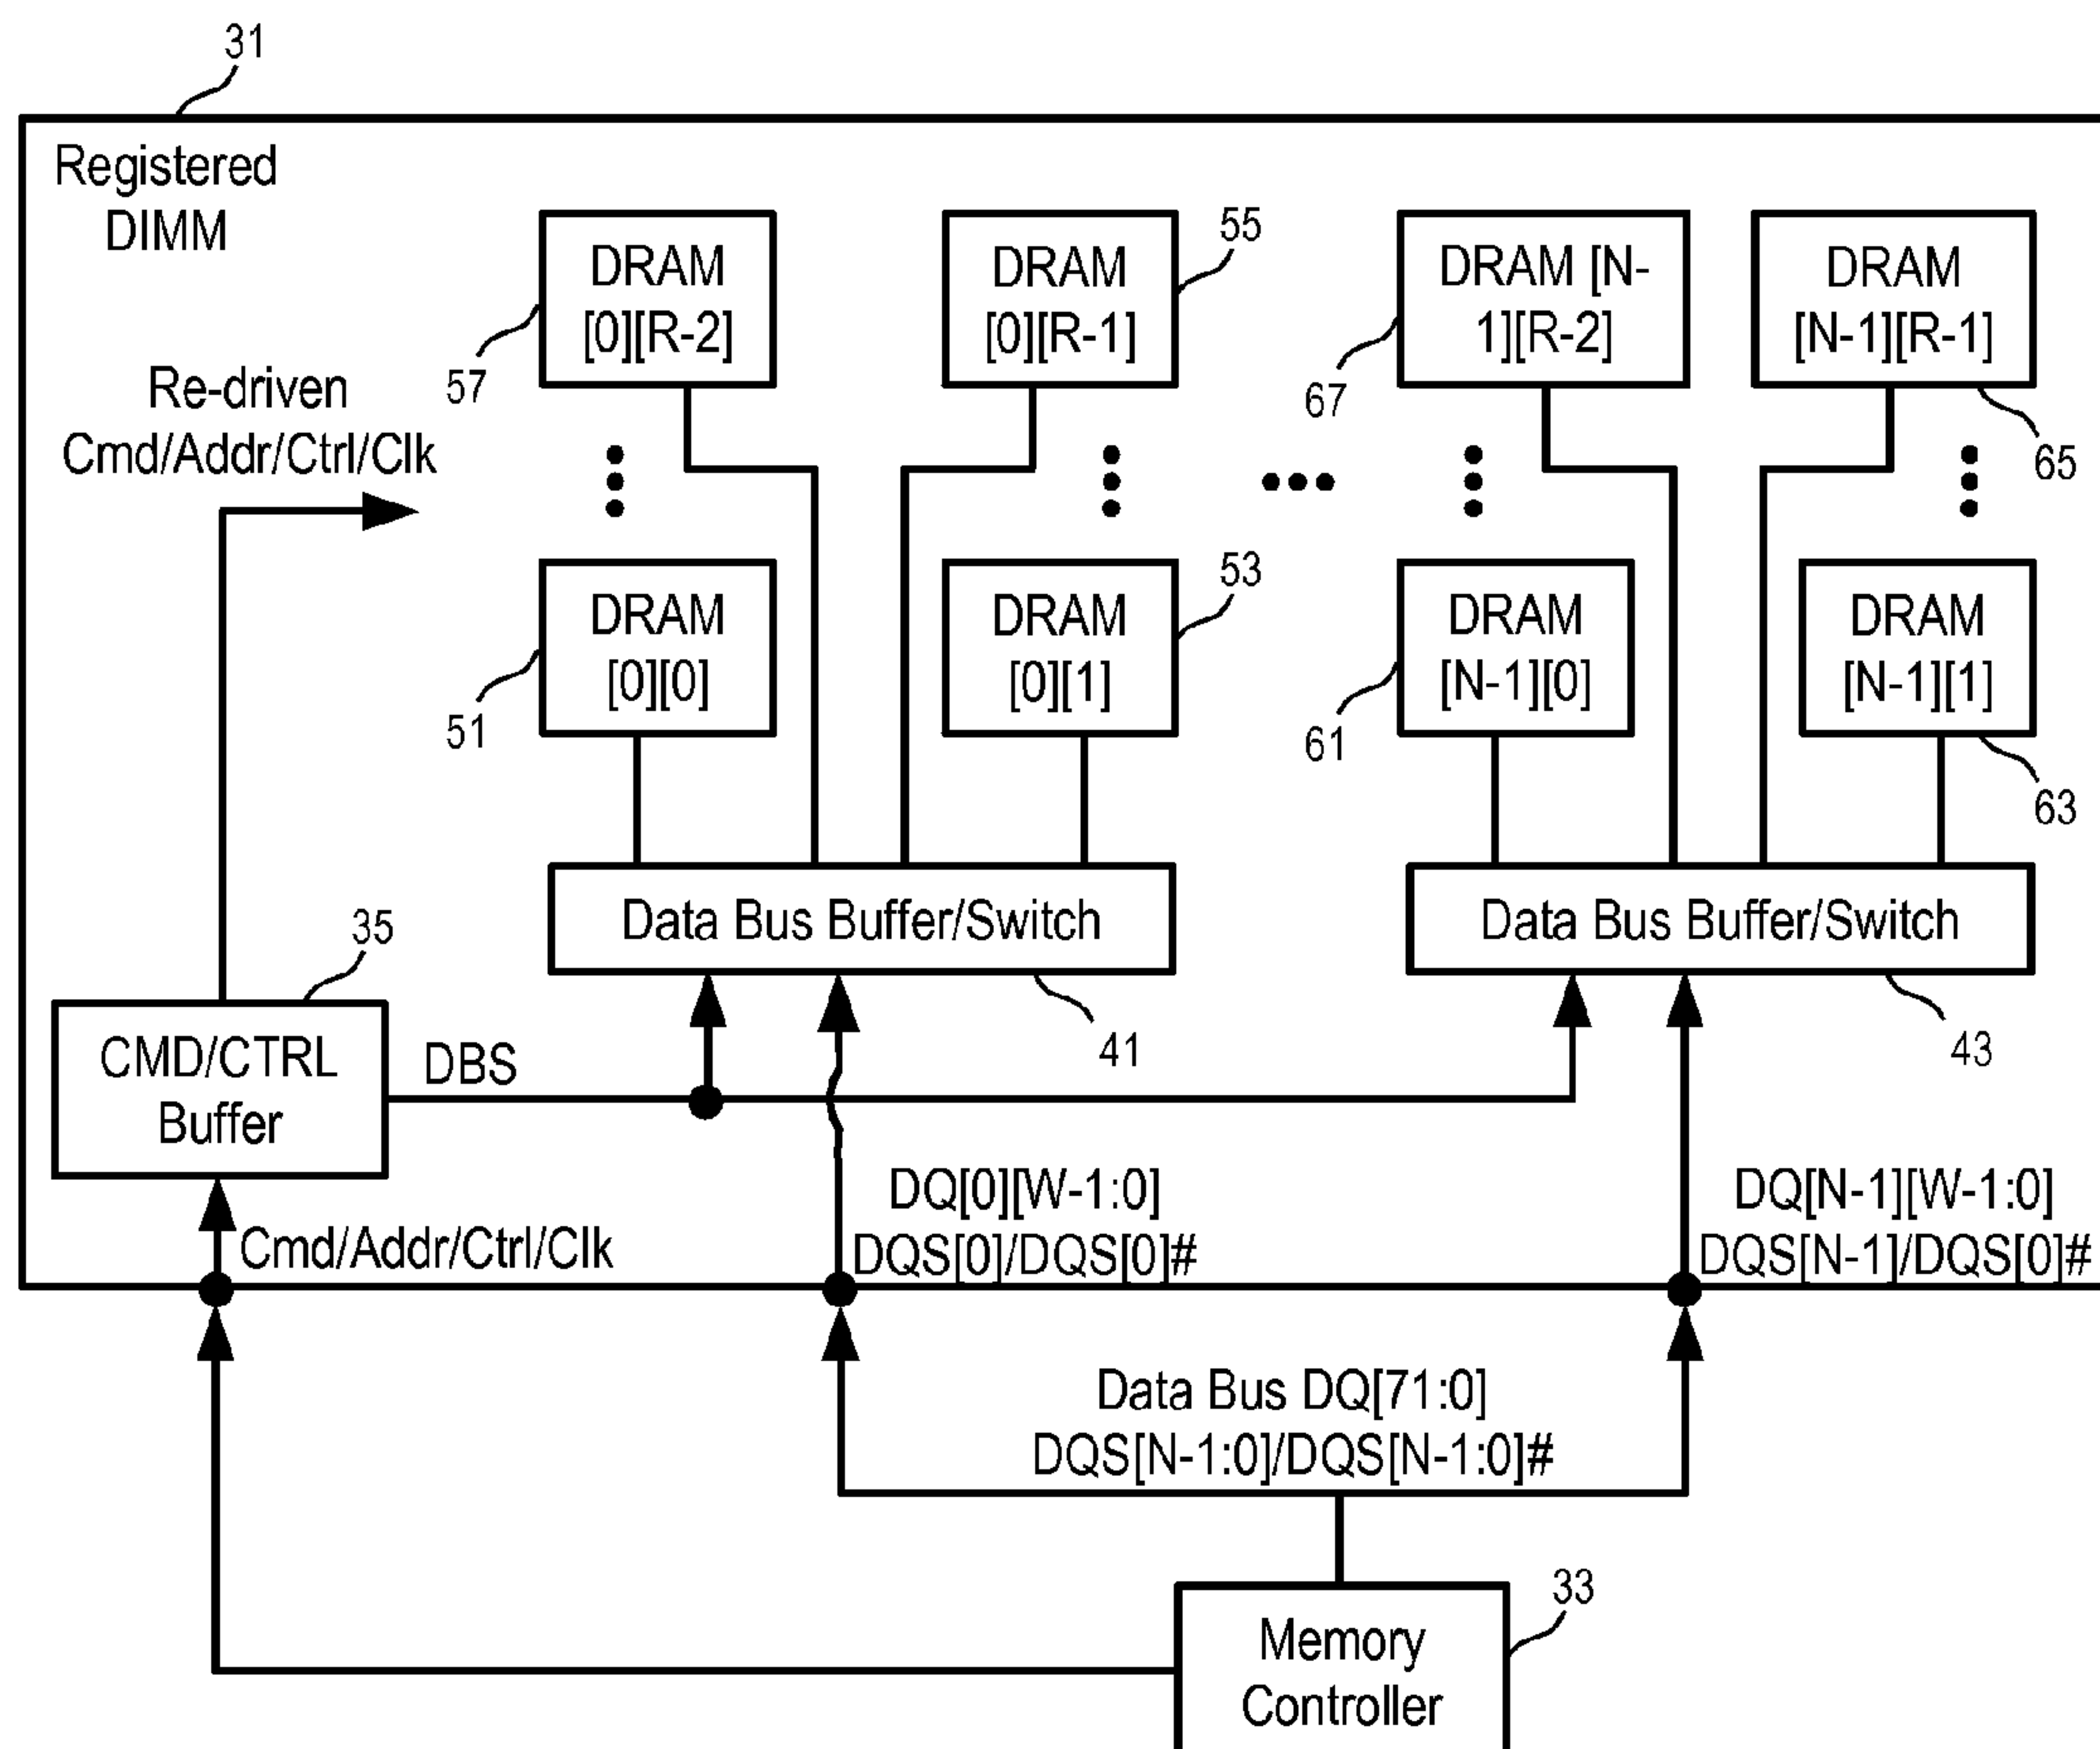 31
Registered
DIMM
DRAM
[0][R-2]
57
DRAM
[0][R-1]
55
DRAM [N-
1][R-2]
67
DRAM
[N-1][R-1]
65
Re-driven
Cmd/Addr/Ctrl/Clk
DRAM
[0][0]
51
DRAM
[0][1]
53
DRAM
[N-1][0]
61
DRAM
[N-1][1]
63
Data Bus Buffer/Switch
41
Data Bus Buffer/Switch
43
35
CMD/CTRL
Buffer
DBS
Cmd/Addr/Ctrl/Clk
DQ[0][W-1:0]
DQS[0]/DQS[0]#
DQ[N-1][W-1:0]
DQS[N-1]/DQS[0]#
Data Bus DQ[71:0]
DQS[N-1:0]/DQS[N-1:0]#
33
Memory
Controller